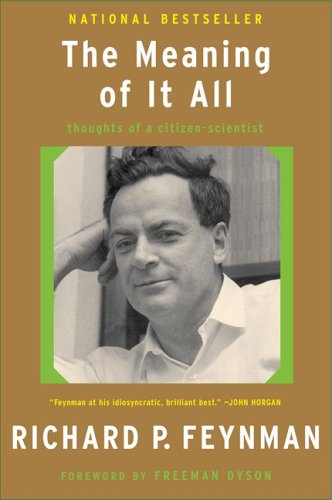 NATIONAL BESTSELLER
The Meaning
of It All
thoughts of a citizen-scientist
"Feynman at his idiosyncratic, brilliant best." —JOHN HORGAN
RICHARD P. FEYNMAN
FOREWORD BY FREEMAN DYSON